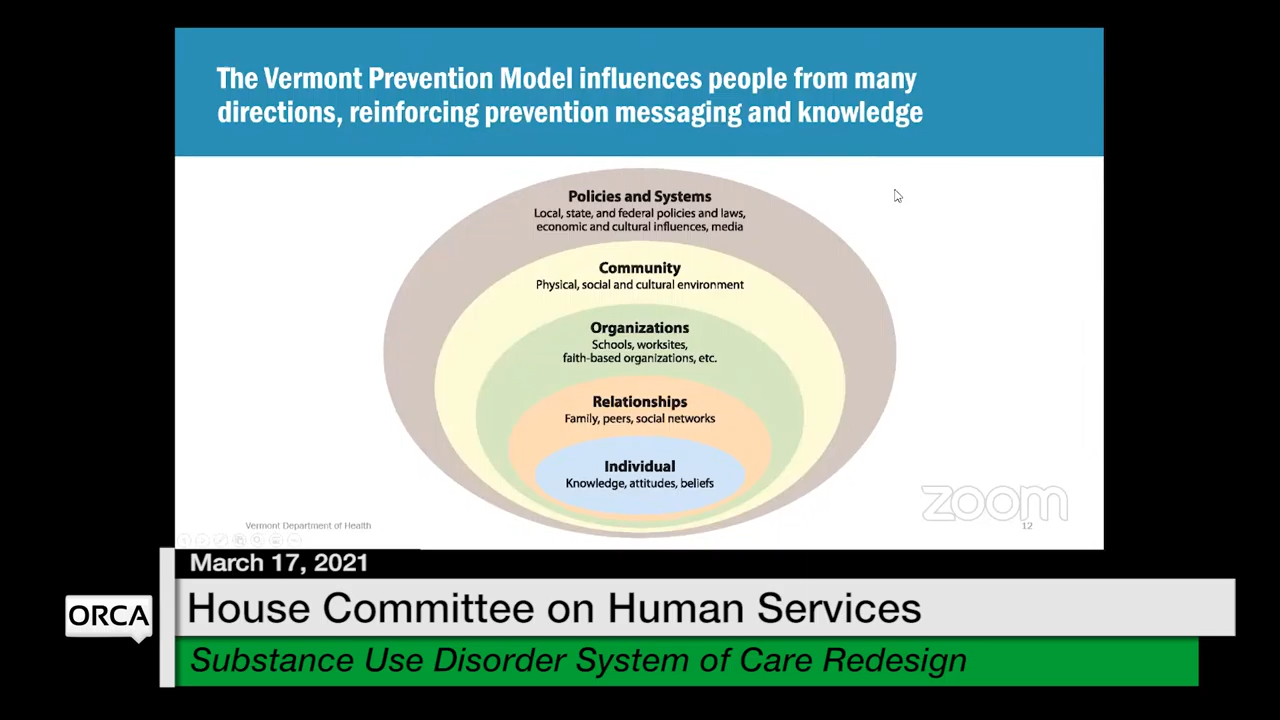 The Vermont Prevention Model influences people from many
directions, reinforcing prevention messaging and knowledge
Policies and Systems
Local, state, and federal policies and laws,
economic and cultural influences, media
Community
Physical, social and cultural environment
Organizations
Schools, worksites,
faith-based organizations, etc.
Relationships
Family, peers, social networks
Individual
Knowledge, attitudes, beliefs
zoom
Vermont Department of Health
12
March 17, 2021
ORCA
House Committee on Human Services
Substance Use Disorder System of Care Redesign